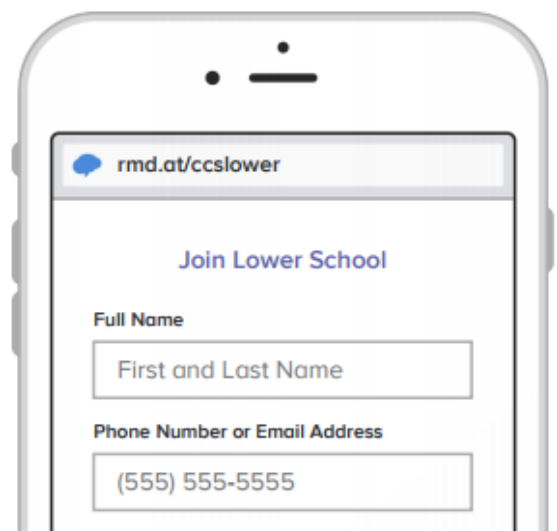 rmd.at/ccslower
Join Lower School
Full Name
First and Last Name
Phone Number or Email Address
(555) 555-5555